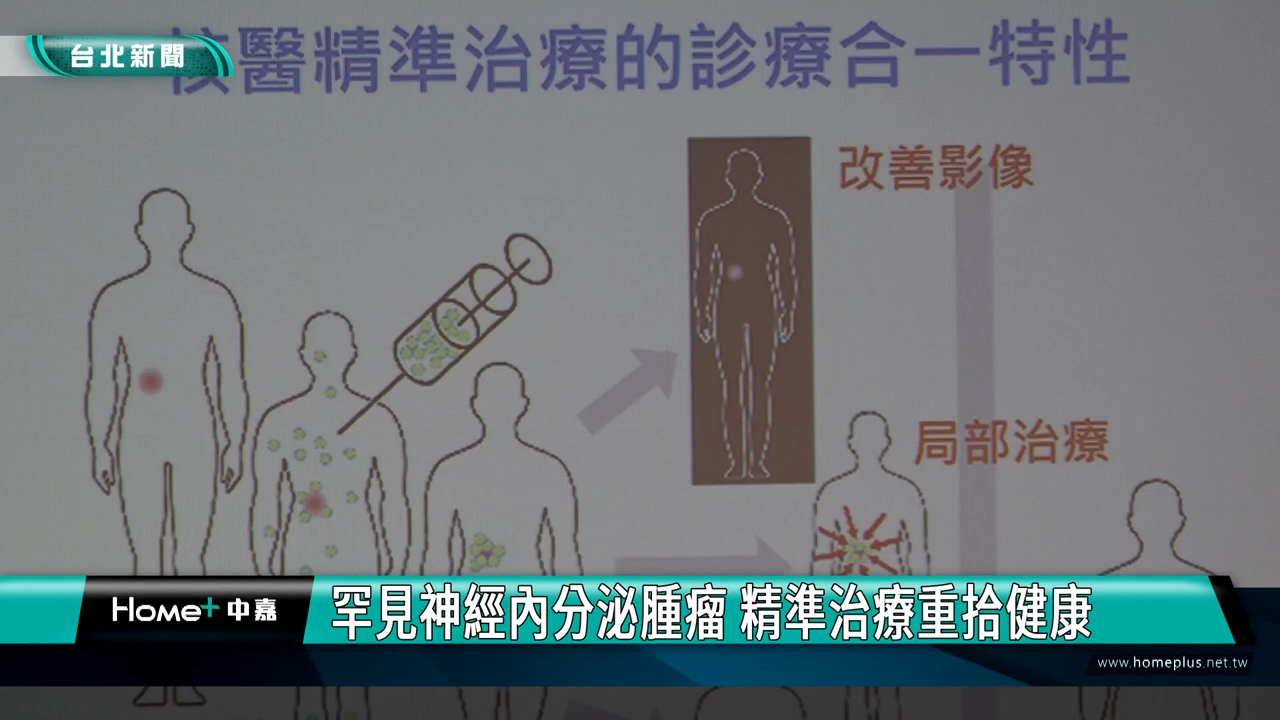 台北新聞
核醫精準治療的診療合一特性
改善影像
局部治療
Home+中嘉
罕見神經內分泌腫瘤 精準治療重拾健康
www.homeplus.net.tw